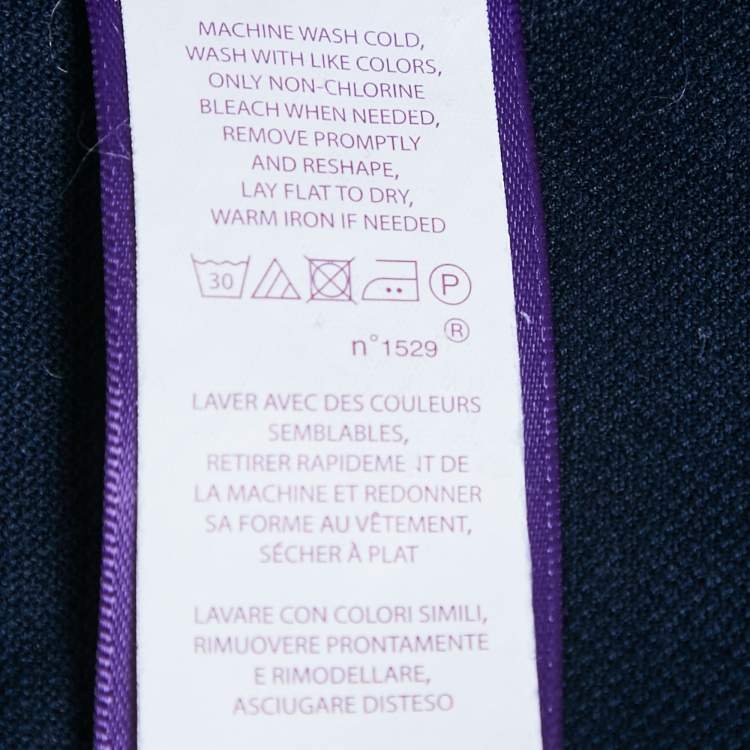 MACHINE WASH COLD,
WASH WITH LIKE COLORS,
ONLY NON-CHLORINE
BLEACH WHEN NEEDED,
REMOVE PROMPTLY
AND RESHAPE,
LAY FLAT TO DRY,
WARM IRON IF NEEDED
30 P
n°1529 ®
LAVER AVEC DES COULEURS
SEMBLABLES,
RETIRER RAPIDEMENT DE
LA MACHINE ET REDONNER
SA FORME AU VÊTEMENT,
SÉCHER À PLAT
LAVARE CON COLORI SIMILI,
RIMUOVERE PRONTAMENTE
E RIMODELLARE,
ASCIUGARE DISTESO